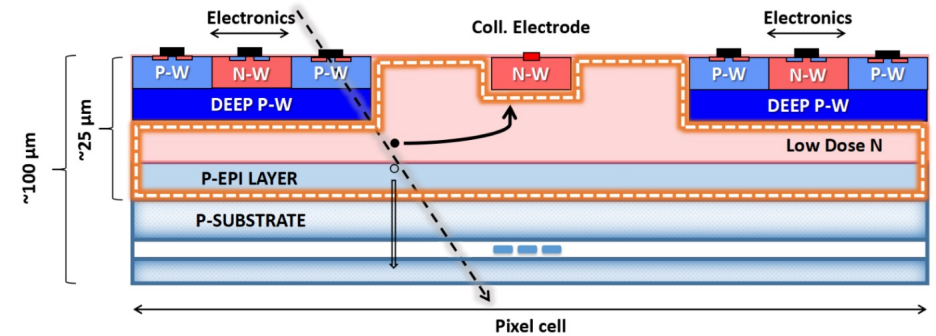 Electronics
Coll. Electrode
Electronics
P-W
N-W
P-W
N-W
P-W
N-W
P-W
DEEP P-W
DEEP P-W
~100 μm
~25 μm
Low Dose N
P-EPI LAYER
P-SUBSTRATE
Pixel cell